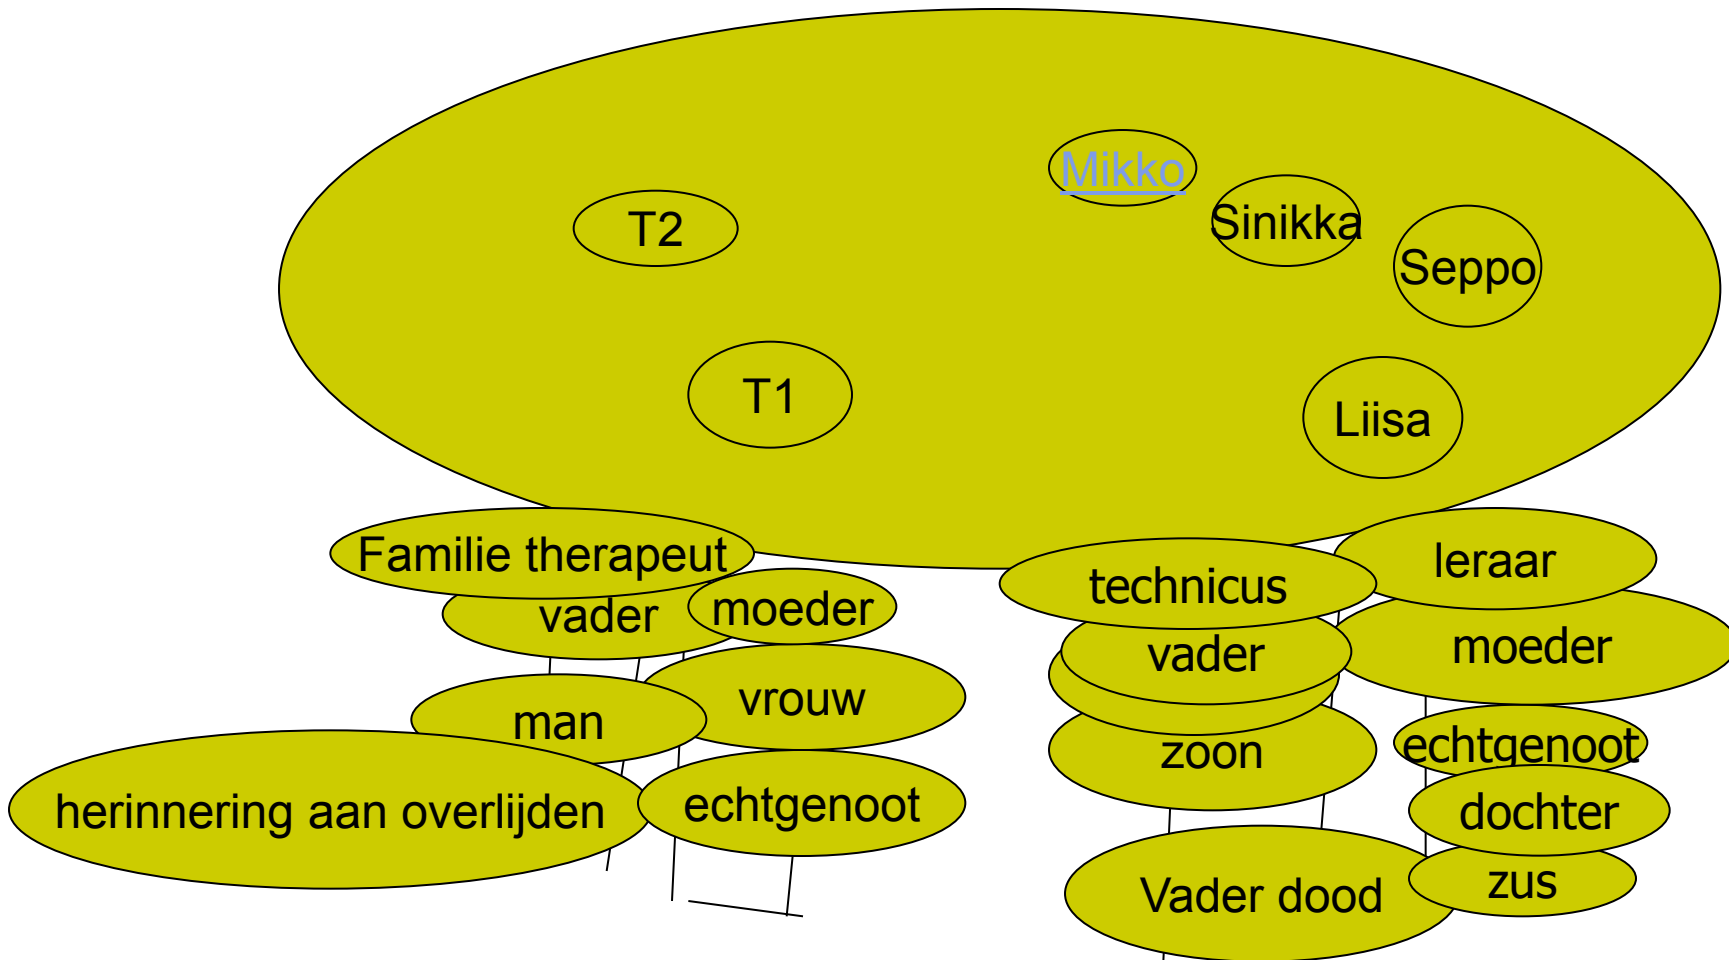 Mikko
Sinikka
T2
Seppo
T1
Liisa
Familie therapeut
vader
moeder
man
vrouw
herinnering aan overlijden
echtgenoot
technicus
leraar
vader
moeder
zoon
echtgenoot
dochter
Vader dood
zus